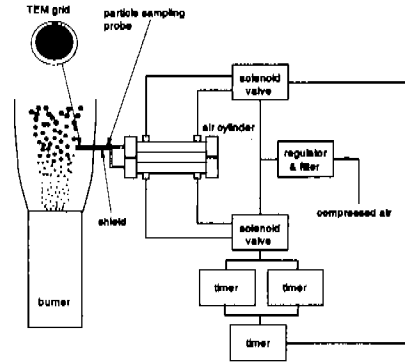 TEM grid
particle sampling
probe
solenoid
valve
air cylinder
regulator
& filter
compressed air
shield
solenoid
valve
burner
timer
timer
timer